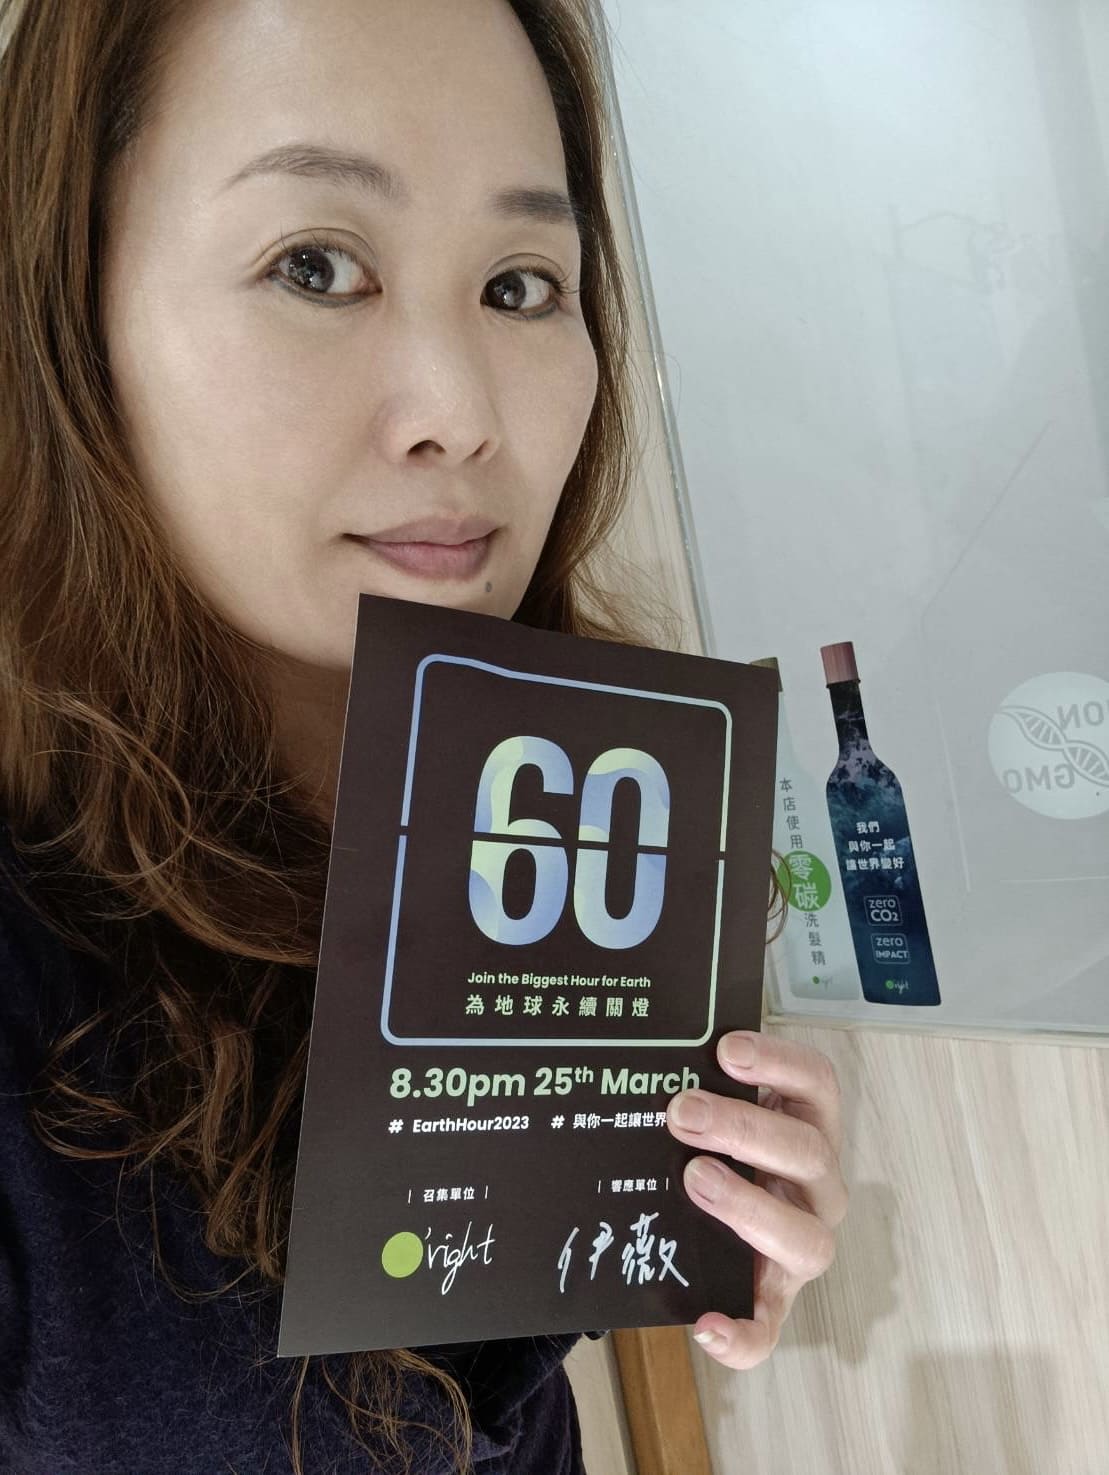 60
Join the Biggest Hour for Earth
為地球永續關燈
8.30pm 25th March
# EarthHour2023 # 與你一起讓世界
| 召集單位 |
O'right
| 響應單位 |
伊薇
本店使用零碳洗髮精
O'right
我們
與你一起
讓世界變好
zero
CO2
zero
IMPACT
O'right
NON
GMO